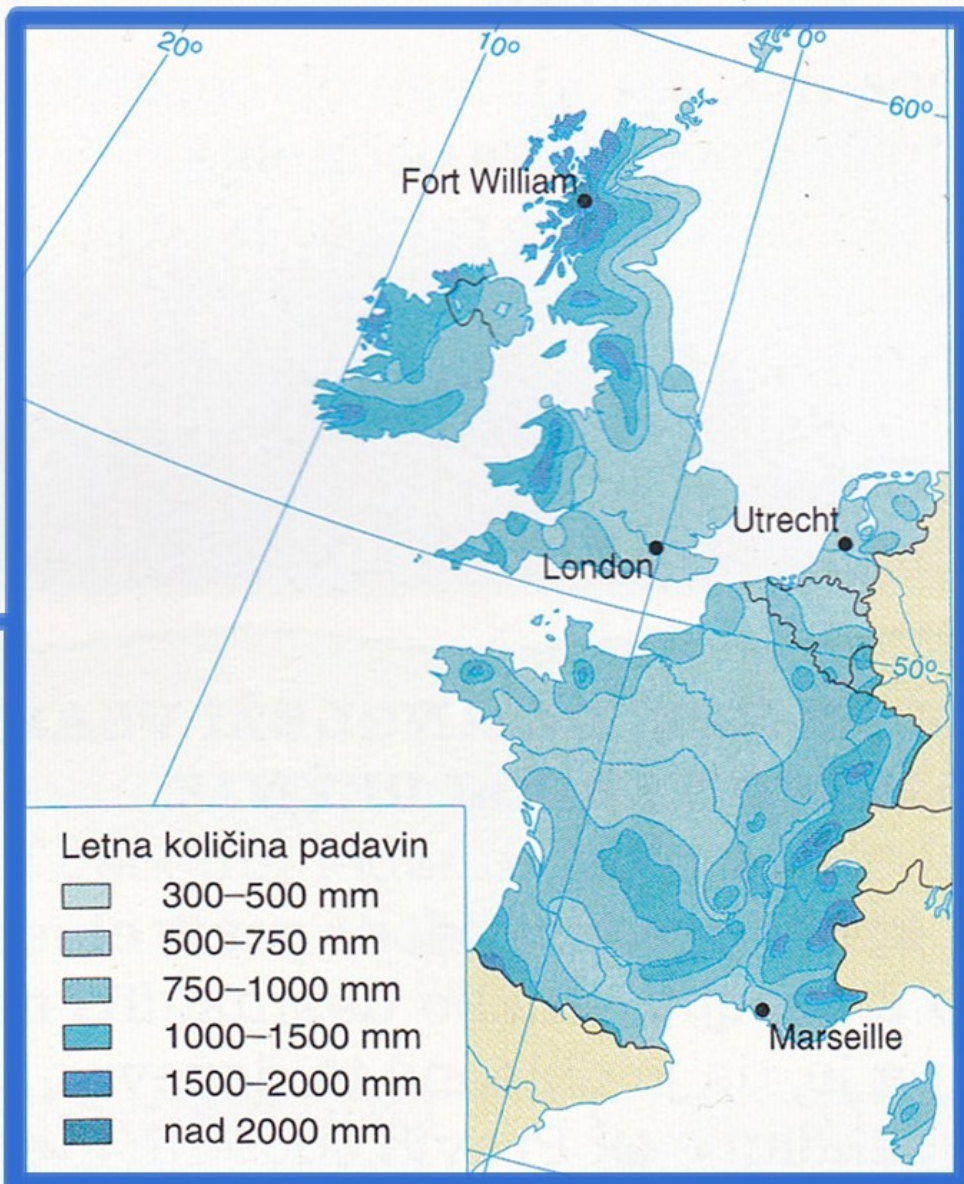 20°
10°
0°
60°
Fort William
Utrecht
London
50°
Letna količina padavin
300–500 mm
500–750 mm
750–1000 mm
1000–1500 mm
1500–2000 mm
nad 2000 mm
Marseille